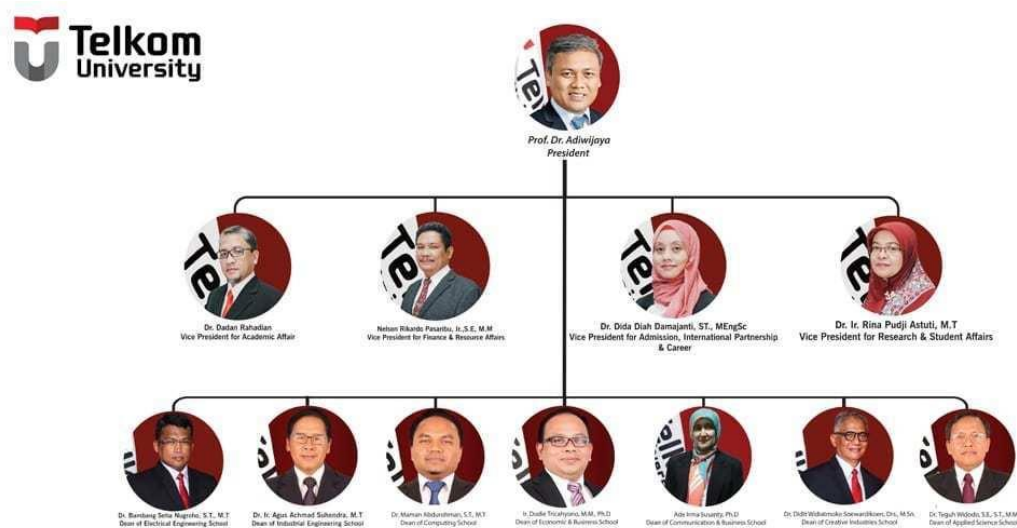 Telkom
University
Prof. Dr. Adiwijaya
President
Dr. Dadan Rahadian
Vice President for Academic Affair
Nelsen Rikardo Pasaribu, Ir.,S.E, M.M
Vice President for Finance & Resource Affairs
Dr. Dida Diah Damajanti, ST., MEngSc
Vice President for Admission, International Partnership
& Career
Dr. Ir. Rina Pudji Astuti, M.T
Vice President for Research & Student Affairs
Dr. Bambang Setia Nugroho, S.T., M.T
Dean of Electrical Engineering School
Dr. Ir. Agus Achmad Suhendra, M.T
Dean of Industrial Engineering School
Dr. Maman Abdurohman, S.T., M.T
Dean of Computing School
Ir. Dudie Tricahyono, M.M., Ph.D
Dean of Economic & Business School
Ade Irma Susanty, Ph.D
Dean of Communication & Business School
Dr. Didit Widiatmoko Soewardikoen, Drs., M.Sn.
Dean of Creative Industries School
Dr. Teguh Widodo, S.E., S.T., M.M
Dean of Applied Science School